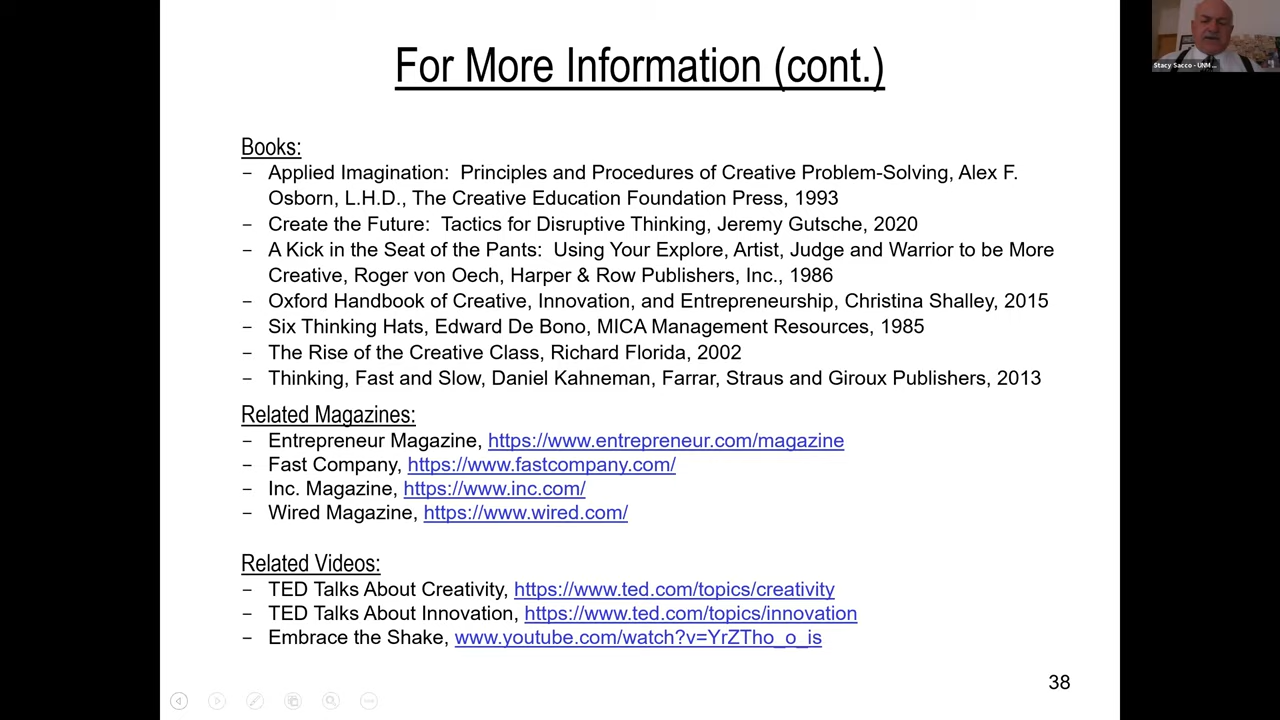 For More Information (cont.)
Stacy Sacco - UNM ...
Books:
– Applied Imagination:  Principles and Procedures of Creative Problem-Solving, Alex F.
Osborn, L.H.D., The Creative Education Foundation Press, 1993
– Create the Future:  Tactics for Disruptive Thinking, Jeremy Gutsche, 2020
– A Kick in the Seat of the Pants:  Using Your Explore, Artist, Judge and Warrior to be More
Creative, Roger von Oech, Harper & Row Publishers, Inc., 1986
– Oxford Handbook of Creative, Innovation, and Entrepreneurship, Christina Shalley, 2015
– Six Thinking Hats, Edward De Bono, MICA Management Resources, 1985
– The Rise of the Creative Class, Richard Florida, 2002
– Thinking, Fast and Slow, Daniel Kahneman, Farrar, Straus and Giroux Publishers, 2013
Related Magazines:
– Entrepreneur Magazine, https://www.entrepreneur.com/magazine
– Fast Company, https://www.fastcompany.com/
– Inc. Magazine, https://www.inc.com/
– Wired Magazine, https://www.wired.com/
Related Videos:
– TED Talks About Creativity, https://www.ted.com/topics/creativity
– TED Talks About Innovation, https://www.ted.com/topics/innovation
– Embrace the Shake, www.youtube.com/watch?v=YrZTho_o_is
38